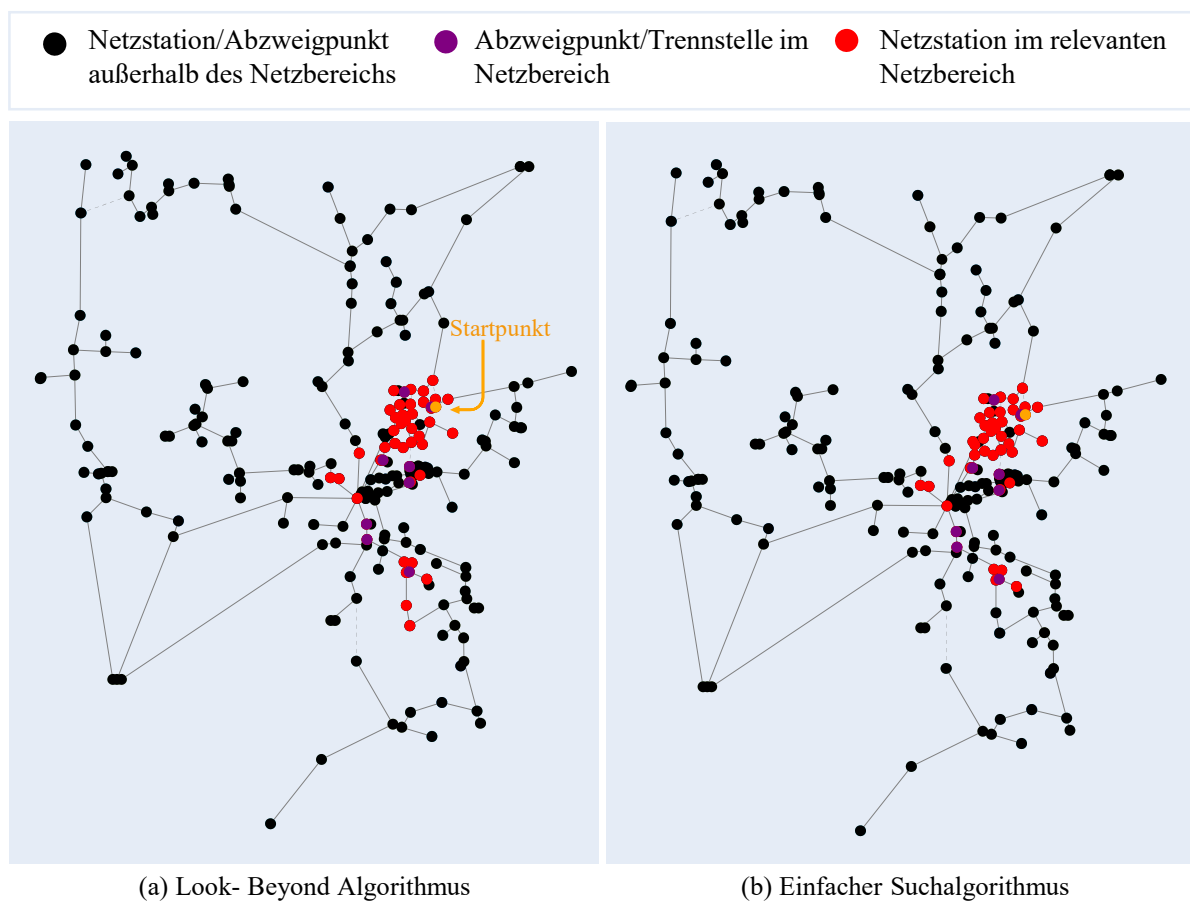 Netzstation/Abzweigpunkt
außerhalb des Netzbereichs
Abzweigpunkt/Trennstelle im
Netzbereich
Netzstation im relevanten
Netzbereich
Startpunkt
(a) Look- Beyond Algorithmus
(b) Einfacher Suchalgorithmus